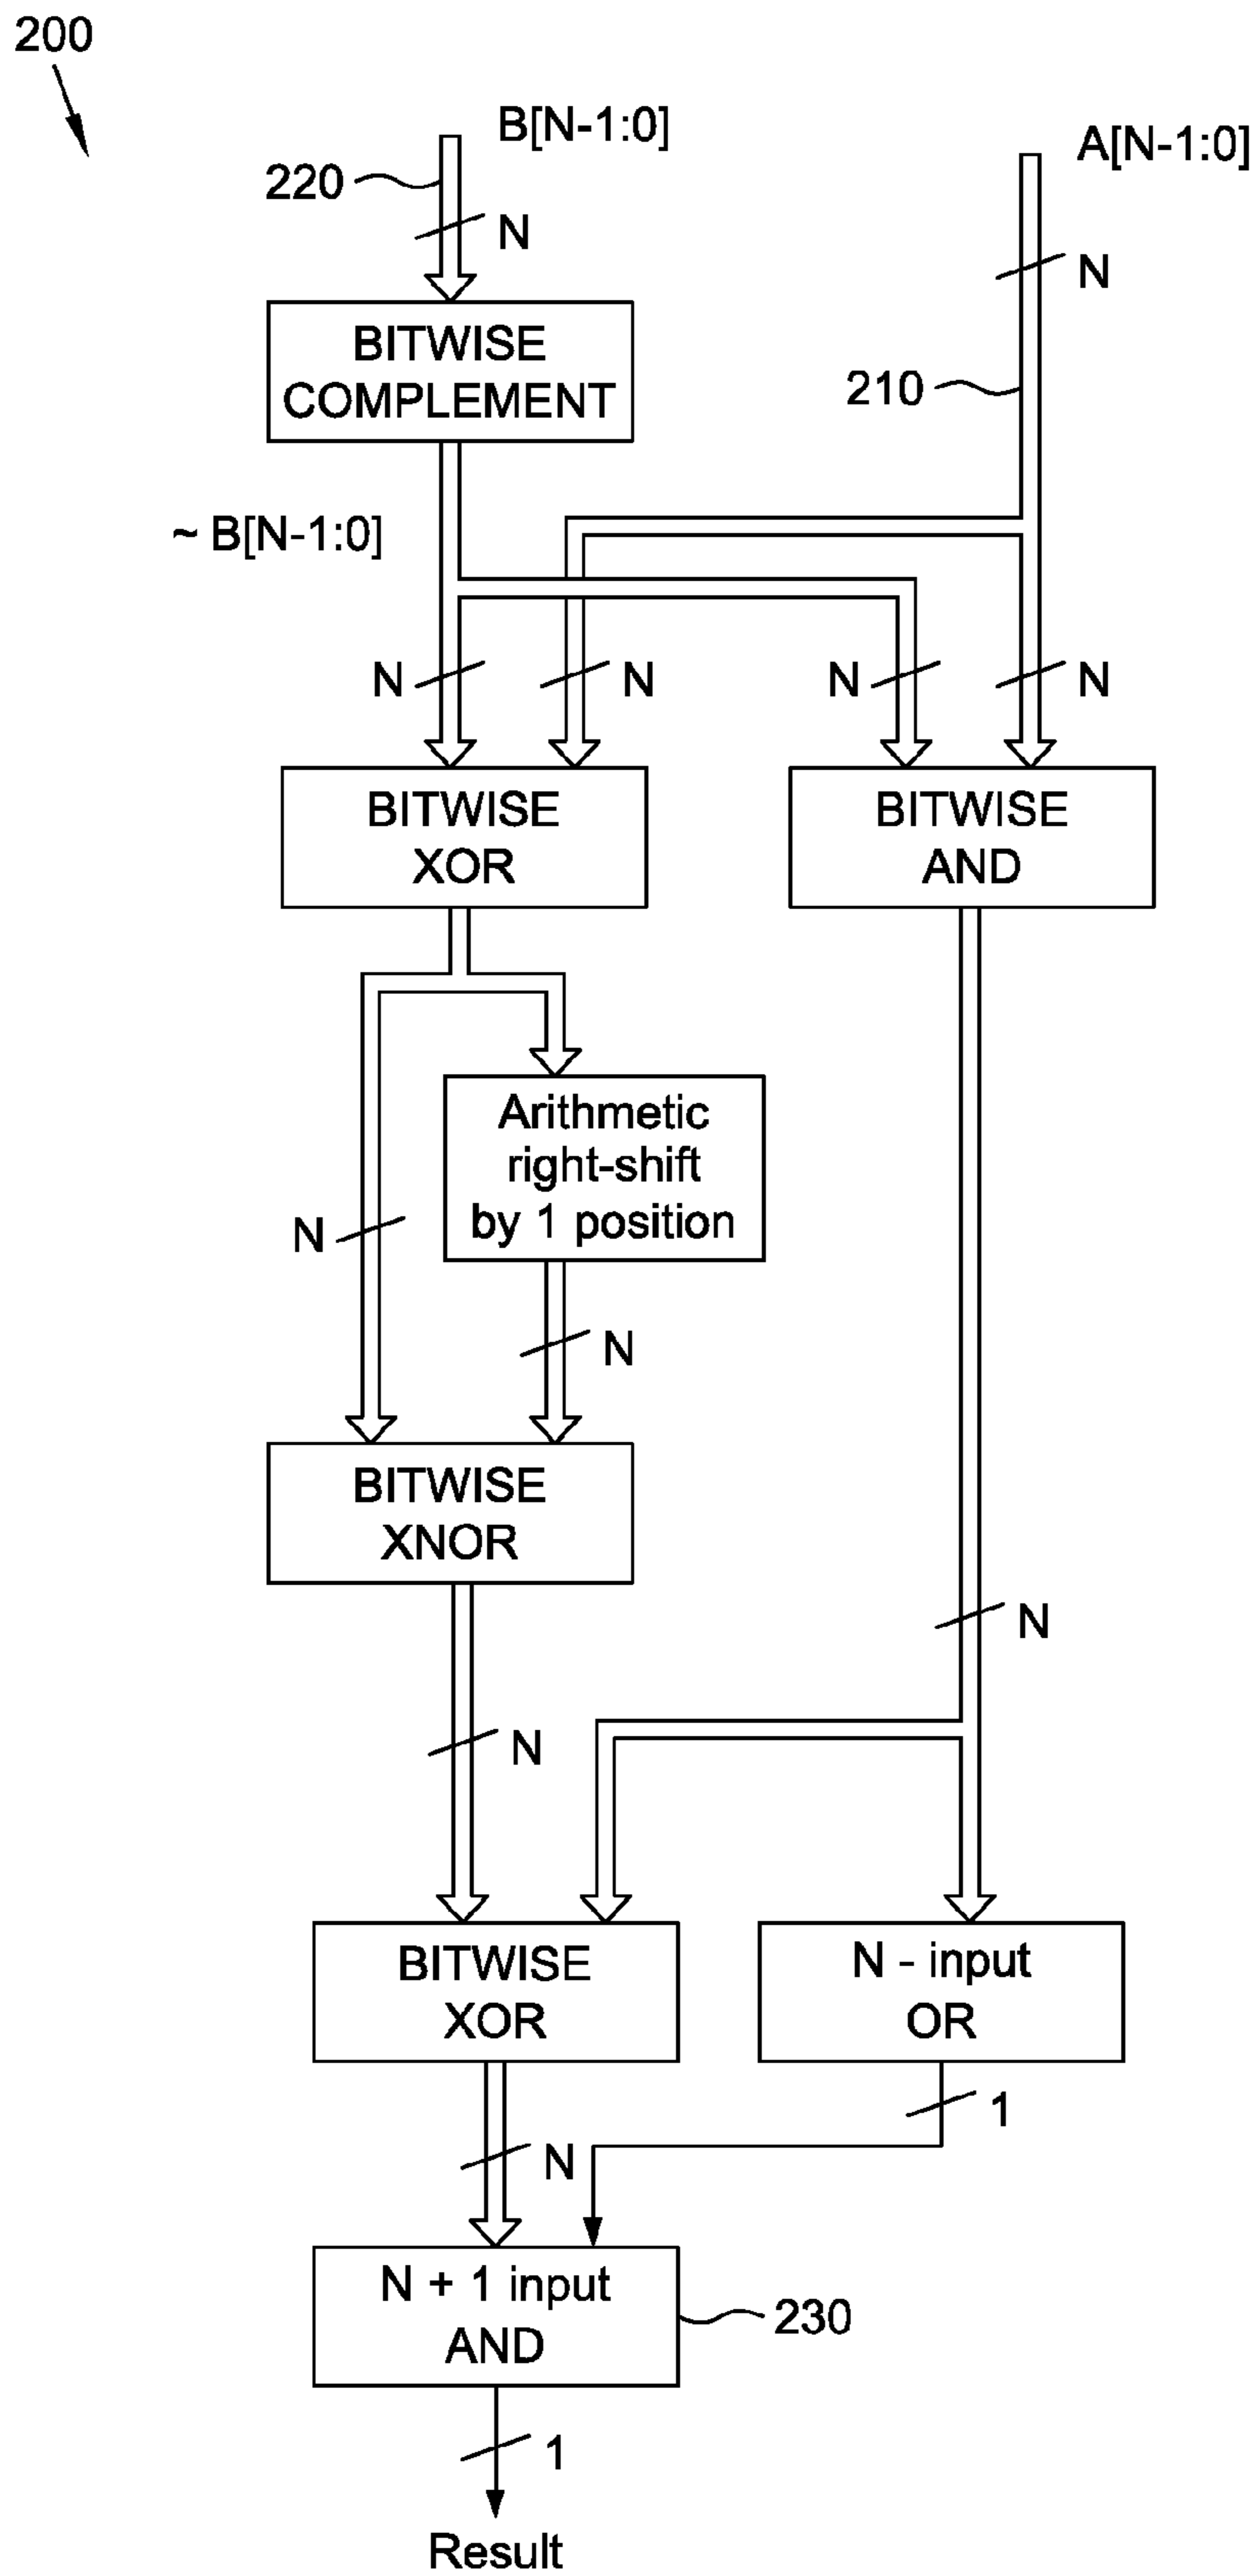 200
B[N-1:0]
A[N-1:0]
220
N
N
BITWISE
COMPLEMENT
210
~ B[N-1:0]
N
N
N
N
BITWISE
XOR
BITWISE
AND
Arithmetic
right-shift
by 1 position
N
N
BITWISE
XNOR
N
N
BITWISE
XOR
N - input
OR
1
N
N + 1 input
AND
230
1
Result